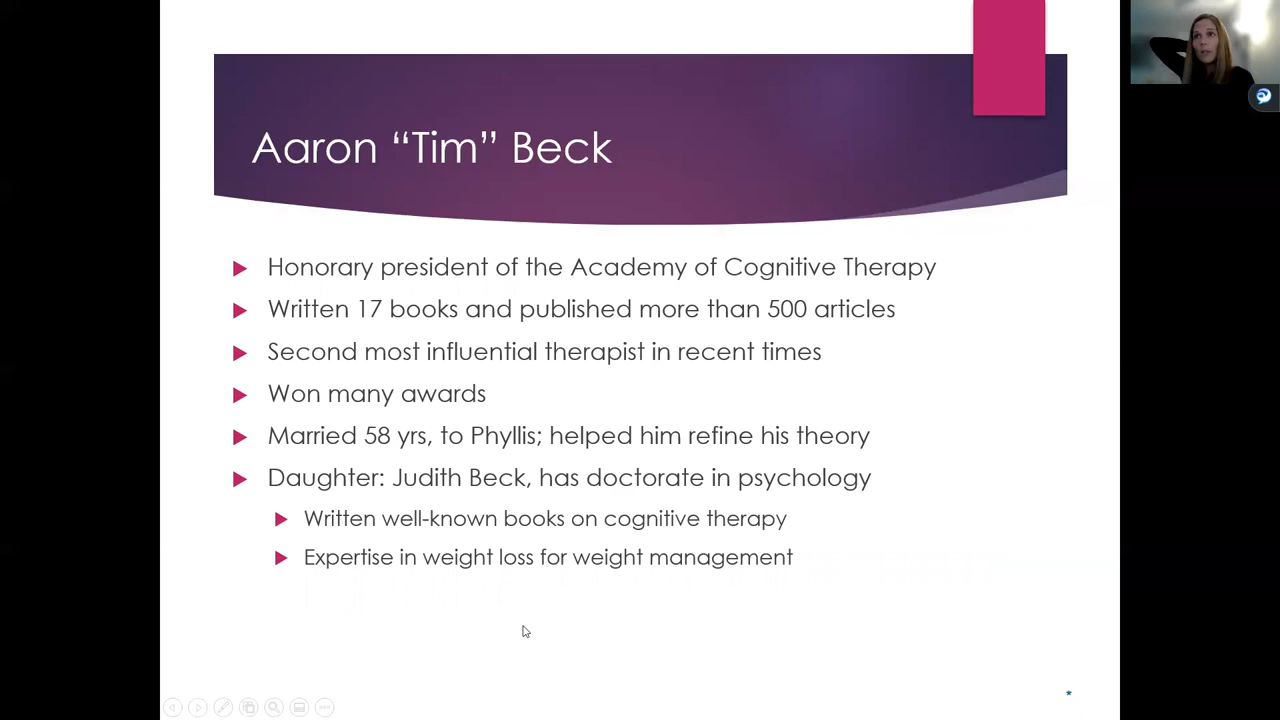 Aaron “Tim” Beck
Honorary president of the Academy of Cognitive Therapy
Written 17 books and published more than 500 articles
Second most influential therapist in recent times
Won many awards
Married 58 yrs, to Phyllis; helped him refine his theory
Daughter: Judith Beck, has doctorate in psychology
Written well-known books on cognitive therapy
Expertise in weight loss for weight management
*